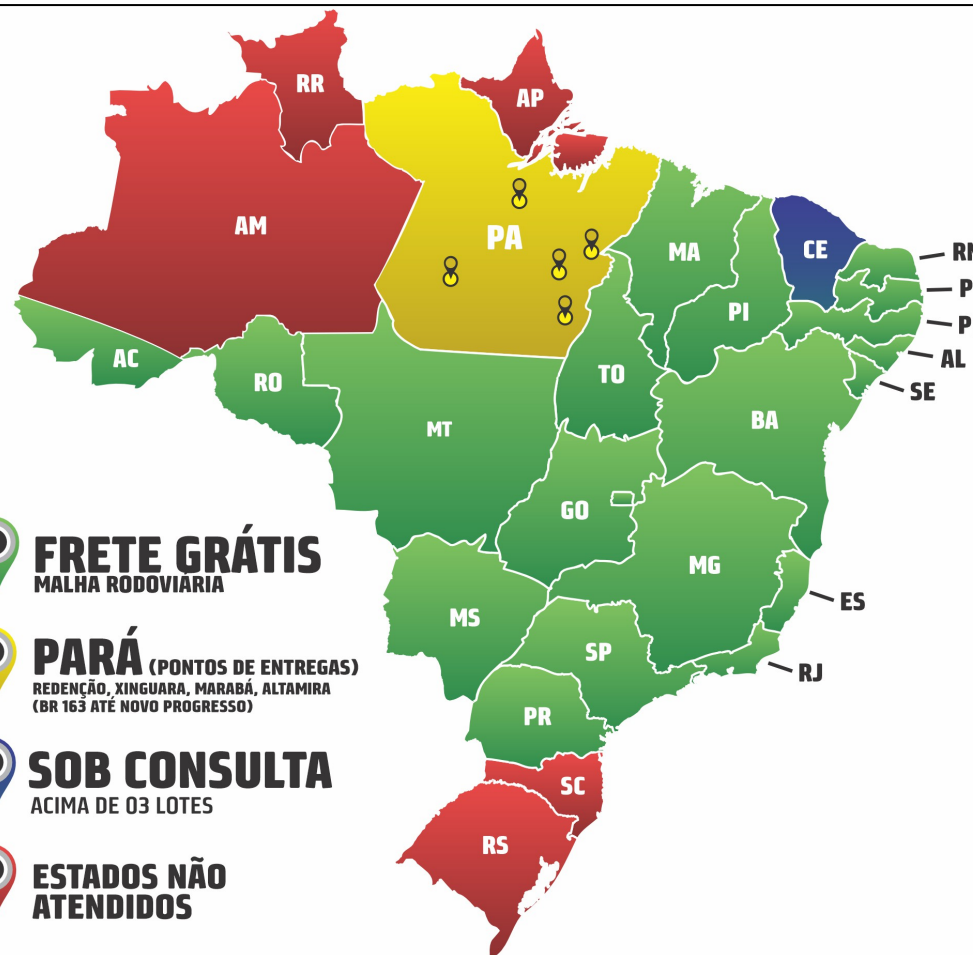 RR
AP
AM
PA
MA
CE
PI
AC
RO
TO
AL
SE
MT
BA
GO
FRETE GRÁTIS
MALHA RODOVIÁRIA
MG
ES
MS
SP
RJ
PARÁ (PONTOS DE ENTREGAS)
REDENÇÃO, XINGUARA, MARABÁ, ALTAMIRA
(BR 163 ATÉ NOVO PROGRESSO)
PR
SOB CONSULTA
ACIMA DE 03 LOTES
SC
RS
ESTADOS NÃO
ATENDIDOS